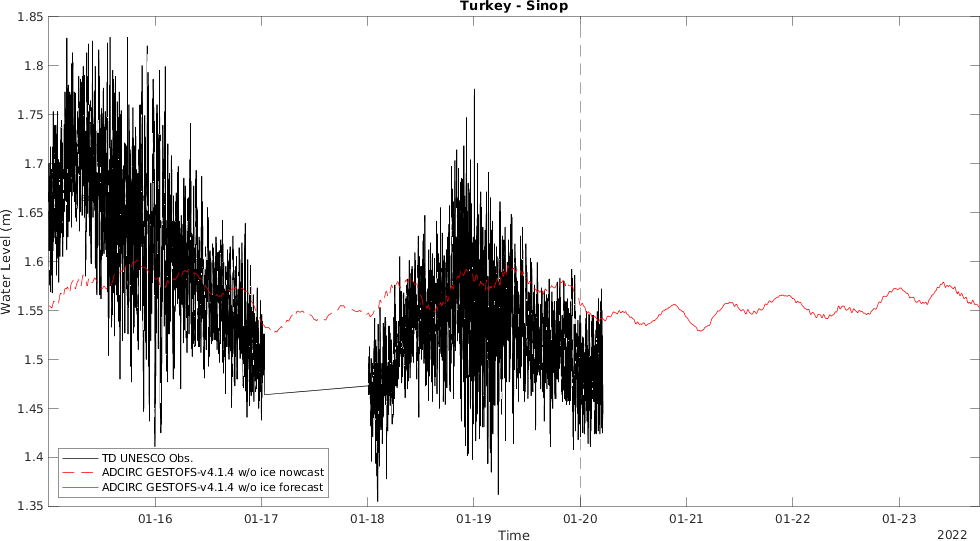 Turkey - Sinop
1.85
1.8
1.75
1.7
1.65
1.6
1.55
1.5
1.45
1.4
1.35
Water Level (m)
TD UNESCO Obs.
ADCIRC GESTOFS-v4.1.4 w/o ice nowcast
ADCIRC GESTOFS-v4.1.4 w/o ice forecast
01-16 01-17 01-18 01-19 01-20 01-21 01-22 01-23
Time
2022